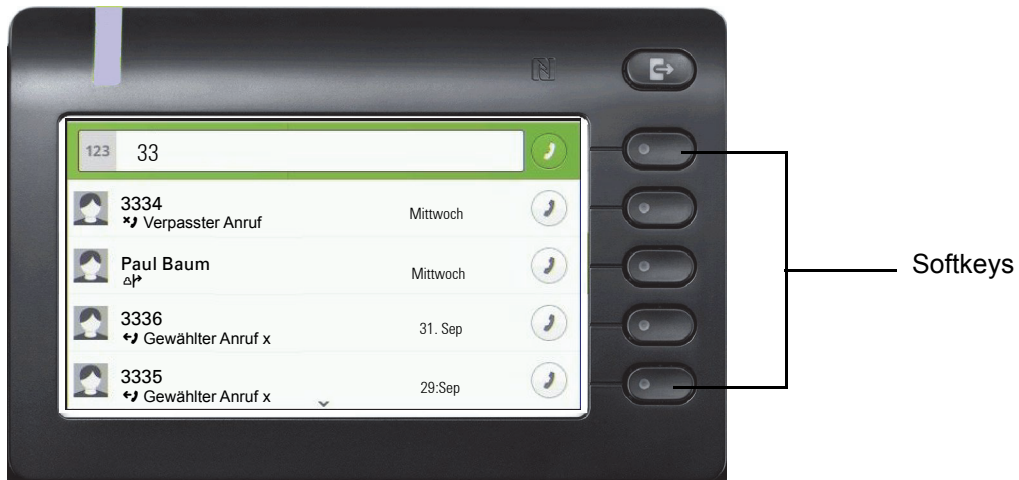 123 33
3334
Verpasster Anruf Mittwoch
Paul Baum
Mittwoch
3336
Gewählter Anruf x 31. Sep
3335
Gewählter Anruf x 29:Sep
Softkeys